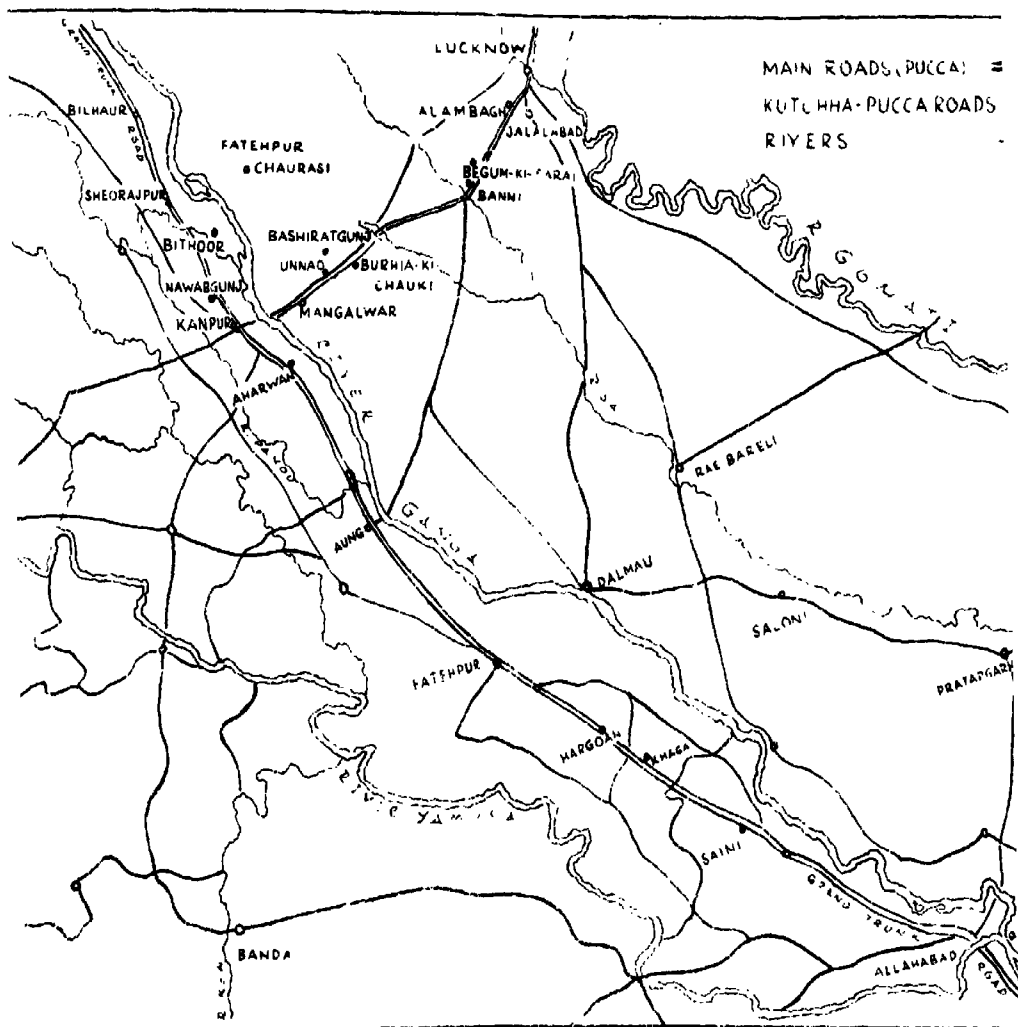 LUCKNOW
MAIN ROADS (PUCCA) =
KUTCHHA-PUCCA ROADS
RIVERS
GRAND TRUNK
ROAD
BILHAUR
ALAMBAGH
JALALABAD
FATEHPUR
CHAURASI
BEGUM-KI-SARAI
BANNI
SHEORAJPUR
BITHOOR
BASHIRATGUNJ
UNNAO
BURHIA-KI
CHAUKI
NAWABGUNJ
MANGALWAR
KANPUR
R GOMATI
RIVER
AHARWAN
RAE BARELI
GANGA
AUNG
DALMAU
SALONI
FATEHPUR
PRATAPGARH
HARGOAN
KHAGA
RIVER
SAINI
GRAND TRUNK
ROAD
BANDA
ALLAHABAD